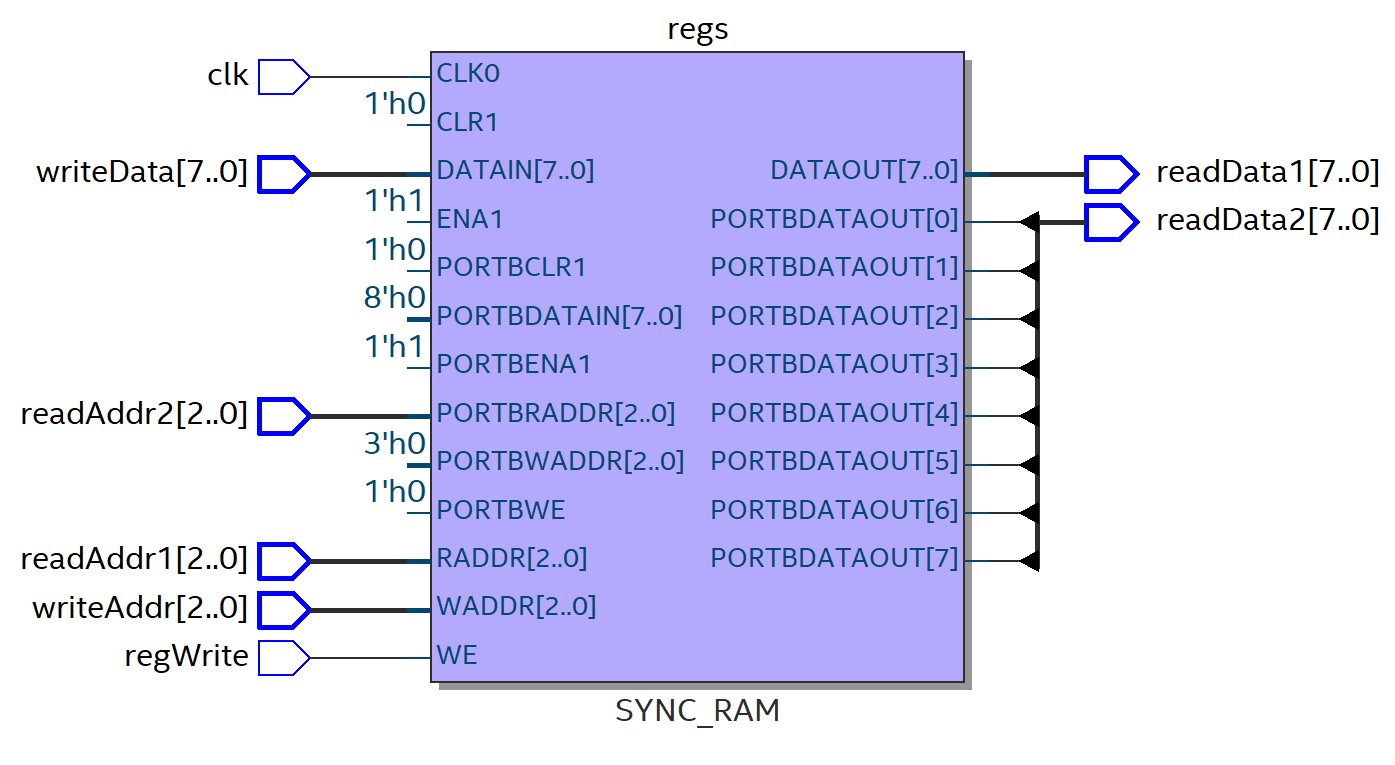 regs
clk
1'h0
writeData[7..0]
1'h1
1'h0
8'h0
1'h1
readAddr2[2..0]
3'h0
1'h0
readAddr1[2..0]
writeAddr[2..0]
regWrite
CLK0
CLR1
DATAIN[7..0]
ENA1
PORTBCLR1
PORTBDATAIN[7..0]
PORTBENA1
PORTBRADDR[2..0]
PORTBWADDR[2..0]
PORTBWE
RADDR[2..0]
WADDR[2..0]
WE
DATAOUT[7..0]
PORTBDATAOUT[0]
PORTBDATAOUT[1]
PORTBDATAOUT[2]
PORTBDATAOUT[3]
PORTBDATAOUT[4]
PORTBDATAOUT[5]
PORTBDATAOUT[6]
PORTBDATAOUT[7]
readData1[7..0]
readData2[7..0]
SYNC_RAM